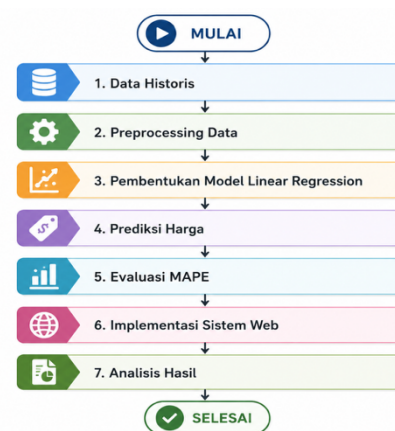 MULAI
1. Data Historis
2. Preprocessing Data
3. Pembentukan Model Linear Regression
4. Prediksi Harga
5. Evaluasi MAPE
6. Implementasi Sistem Web
7. Analisis Hasil
SELESAI